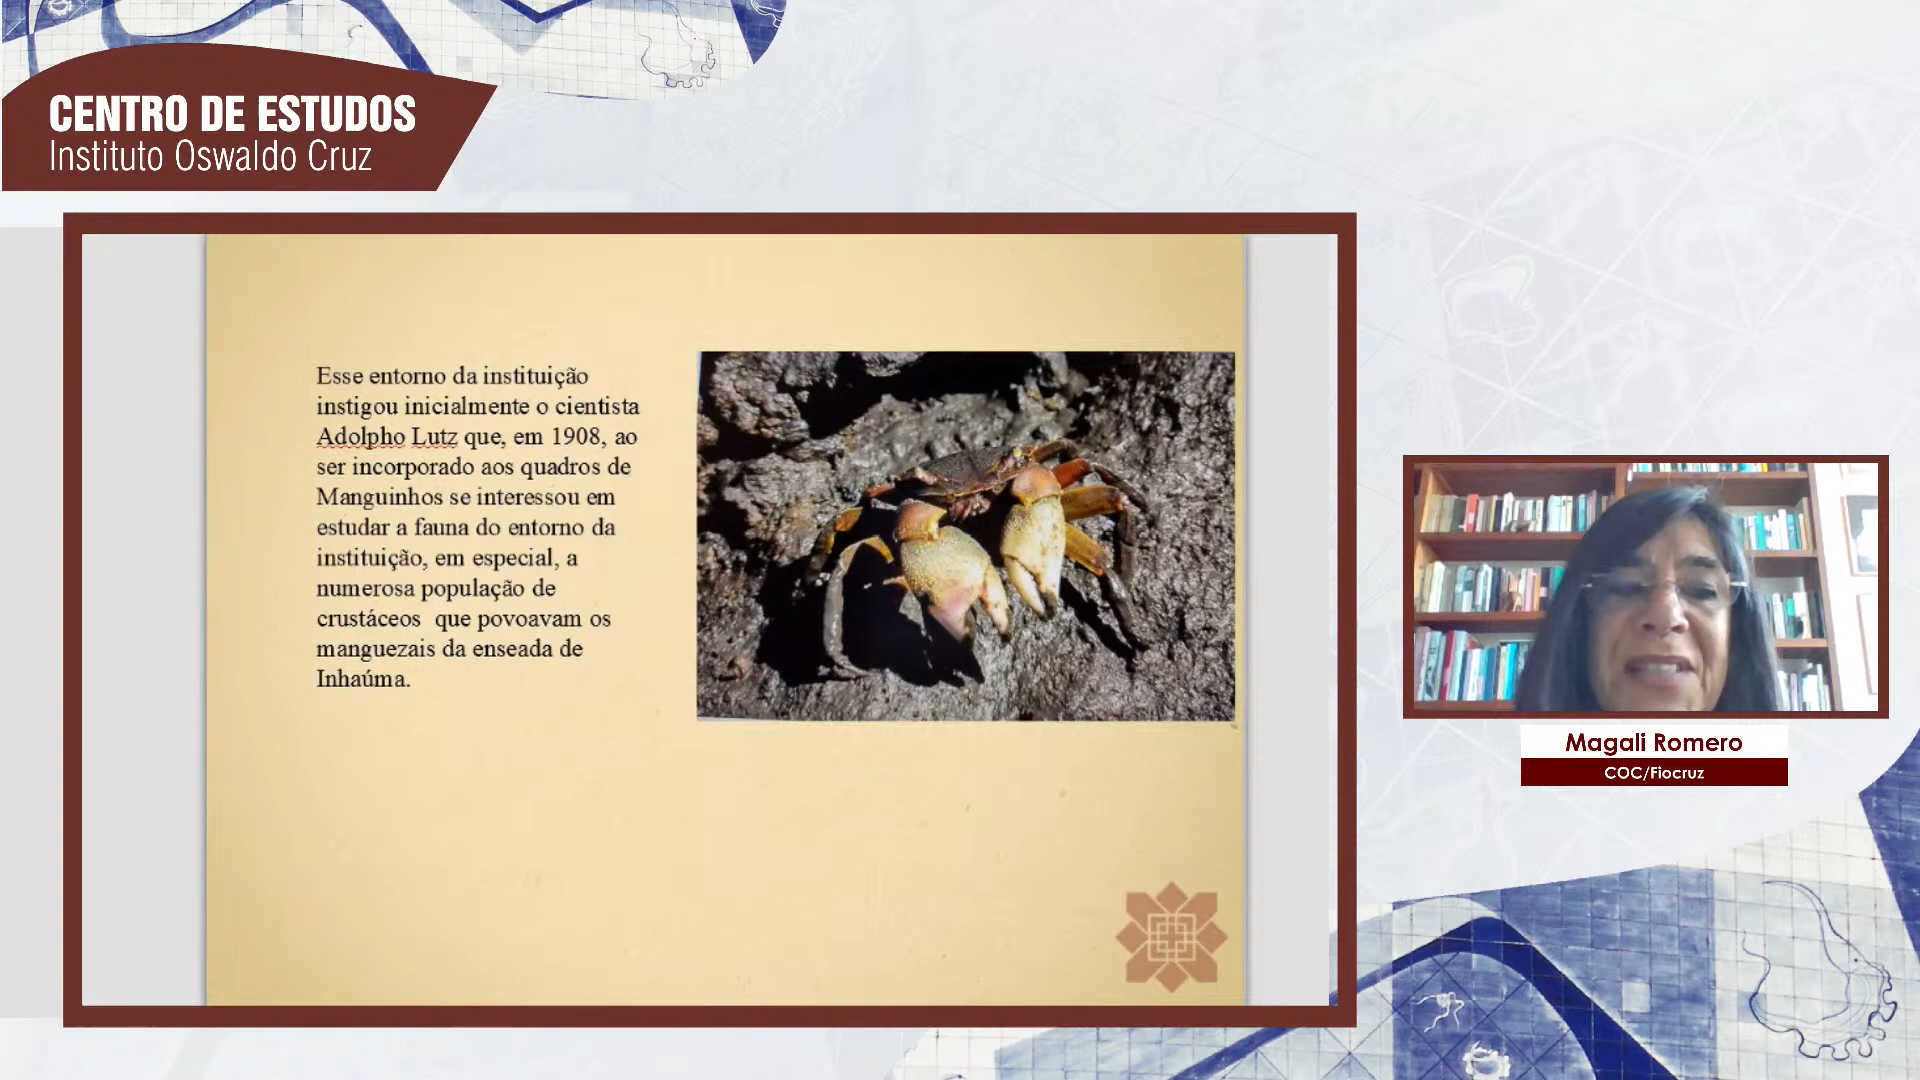 CENTRO DE ESTUDOS
Instituto Oswaldo Cruz
Esse entorno da instituição
instigou inicialmente o cientista
Adolpho Lutz que, em 1908, ao
ser incorporado aos quadros de
Manguinhos se interessou em
estudar a fauna do entorno da
instituição, em especial, a
numerosa população de
crustáceos  que povoavam os
manguezais da enseada de
Inhaúma.
Magali Romero
COC/Fiocruz